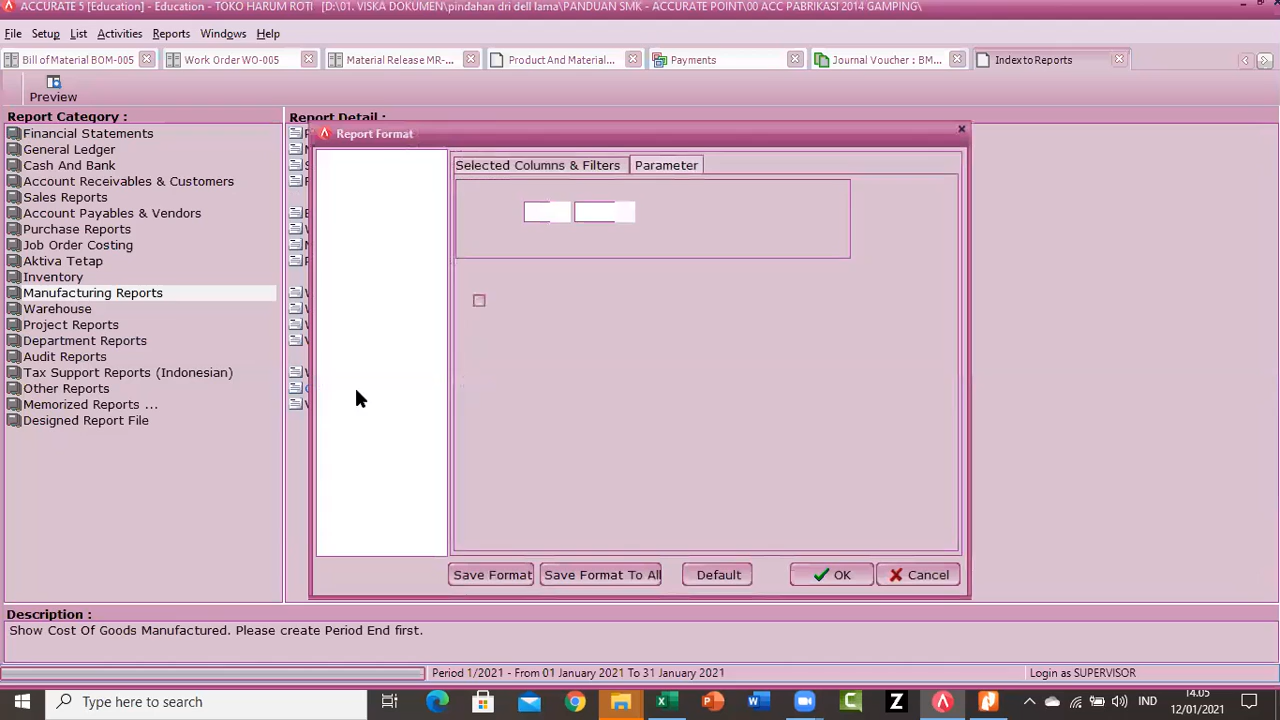 ACCURATE 5 [Education] - Education - TOKO HARUM ROTI [D:\01. VISKA DOKUMEN\pindahan dri dell lama\PANDUAN SMK - ACCURATE POINT\00 ACC PABRIKASI 2014 GAMPING\]
File Setup List Activities Reports Windows Help
Bill of Material BOM-005 Work Order WO-005 Material Release MR-... Product And Material... Payments Journal Voucher : BM... Index to Reports
Preview
Report Category : Report Detail :
Report Format
Financial Statements
General Ledger
Cash And Bank
Account Receivables & Customers
Sales Reports
Account Payables & Vendors
Purchase Reports
Job Order Costing
Aktiva Tetap
Inventory
Manufacturing Reports
Warehouse
Project Reports
Department Reports
Audit Reports
Tax Support Reports (Indonesian)
Other Reports
Memorized Reports ...
Designed Report File
Selected Columns & Filters Parameter
Save Format Save Format To All Default OK Cancel
Description :
Show Cost Of Goods Manufactured. Please create Period End first.
Period 1/2021 - From 01 January 2021 To 31 January 2021 Login as SUPERVISOR
Type here to search
IND
14.05
12/01/2021